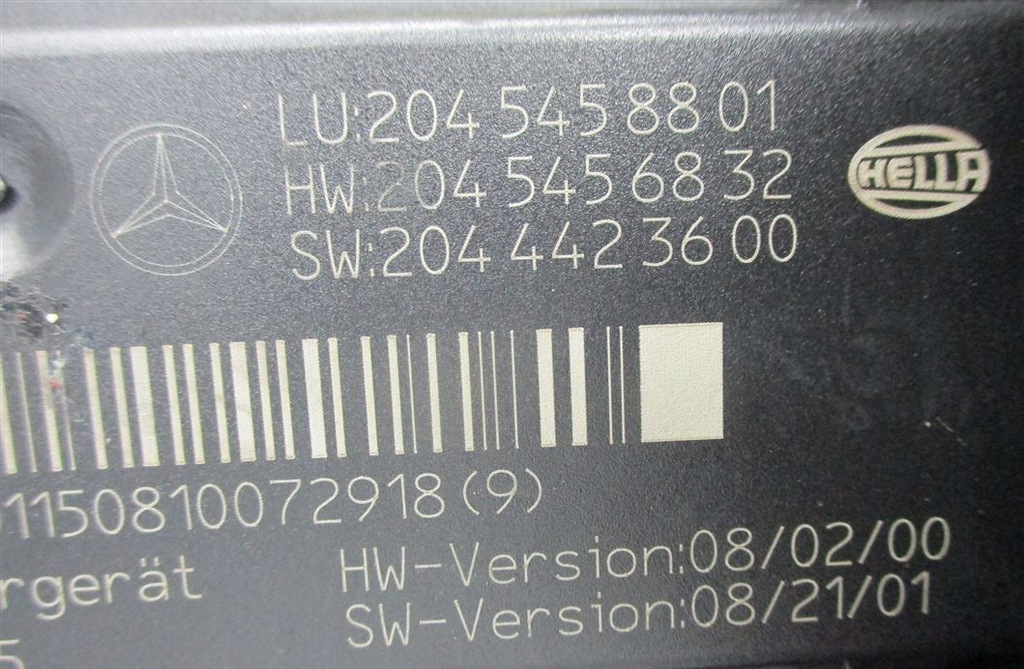 LU:204 545 88 01
HW:204 545 68 32
SW:204 442 36 00
HELLA
1150810072918(9)
rgerät
HW-Version:08/02/00
SW-Version:08/21/01
5